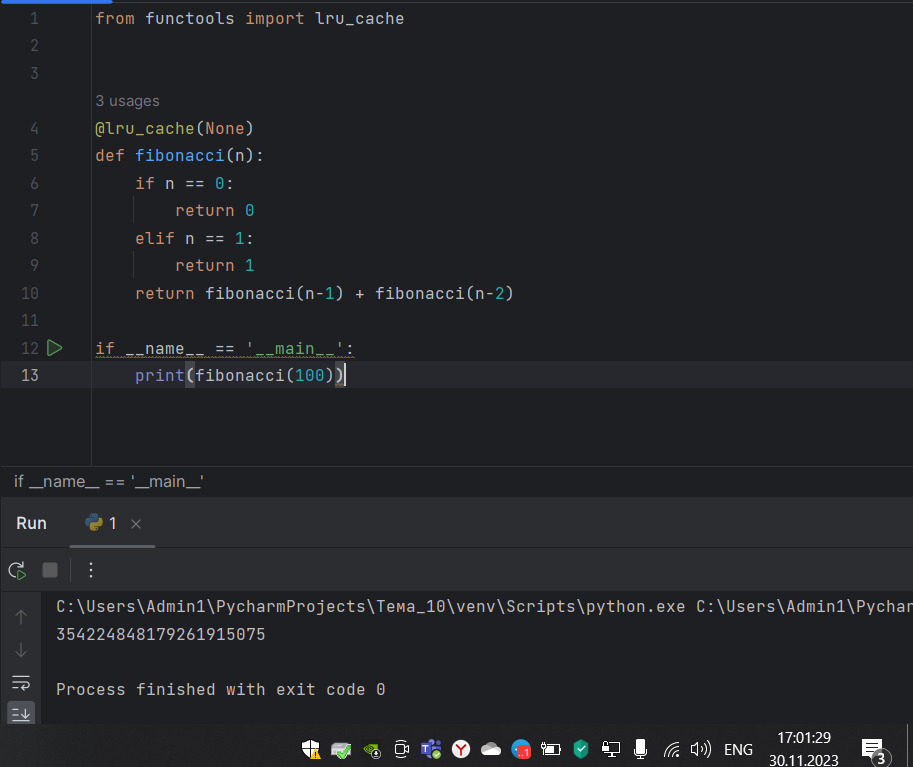 1 from functools import lru_cache
2
3
3 usages
4 @lru_cache(None)
5 def fibonacci(n):
6 if n == 0:
7 return 0
8 elif n == 1:
9 return 1
10 return fibonacci(n-1) + fibonacci(n-2)
11
12 if __name__ == '__main__':
13 print(fibonacci(100))
if __name__ == '__main__'
Run 1
C:\Users\Admin1\PycharmProjects\Тема_10\venv\Scripts\python.exe C:\Users\Admin1\Pychar
354224848179261915075
Process finished with exit code 0
ENG
17:01:29
30.11.2023
3